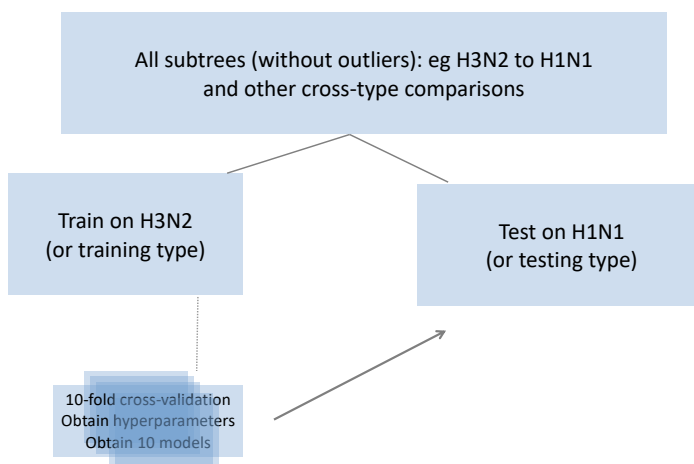 All subtrees (without outliers): eg H3N2 to H1N1
and other cross-type comparisons
Train on H3N2
(or training type)
Test on H1N1
(or testing type)
10-fold cross-validation
Obtain hyperparameters
Obtain 10 models